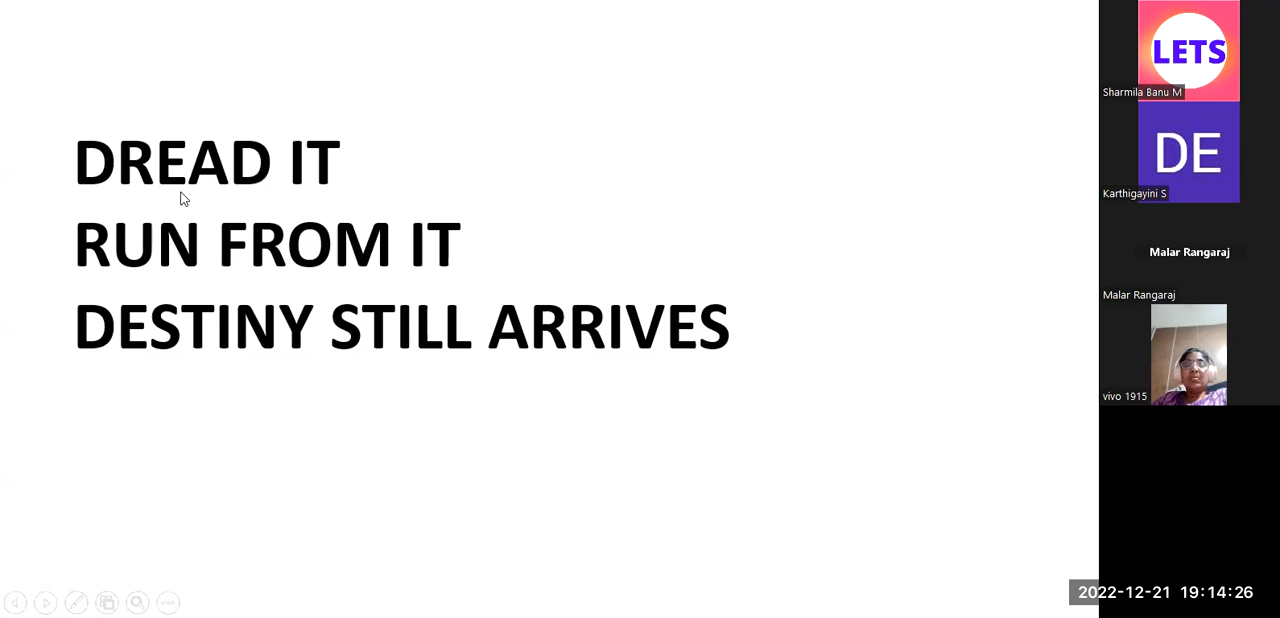 DREAD IT
RUN FROM IT
DESTINY STILL ARRIVES
LETS
Sharmila Banu M
DE
Karthigayini S
Malar Rangaraj
Malar Rangaraj
vivo 1915
2022-12-21 19:14:26